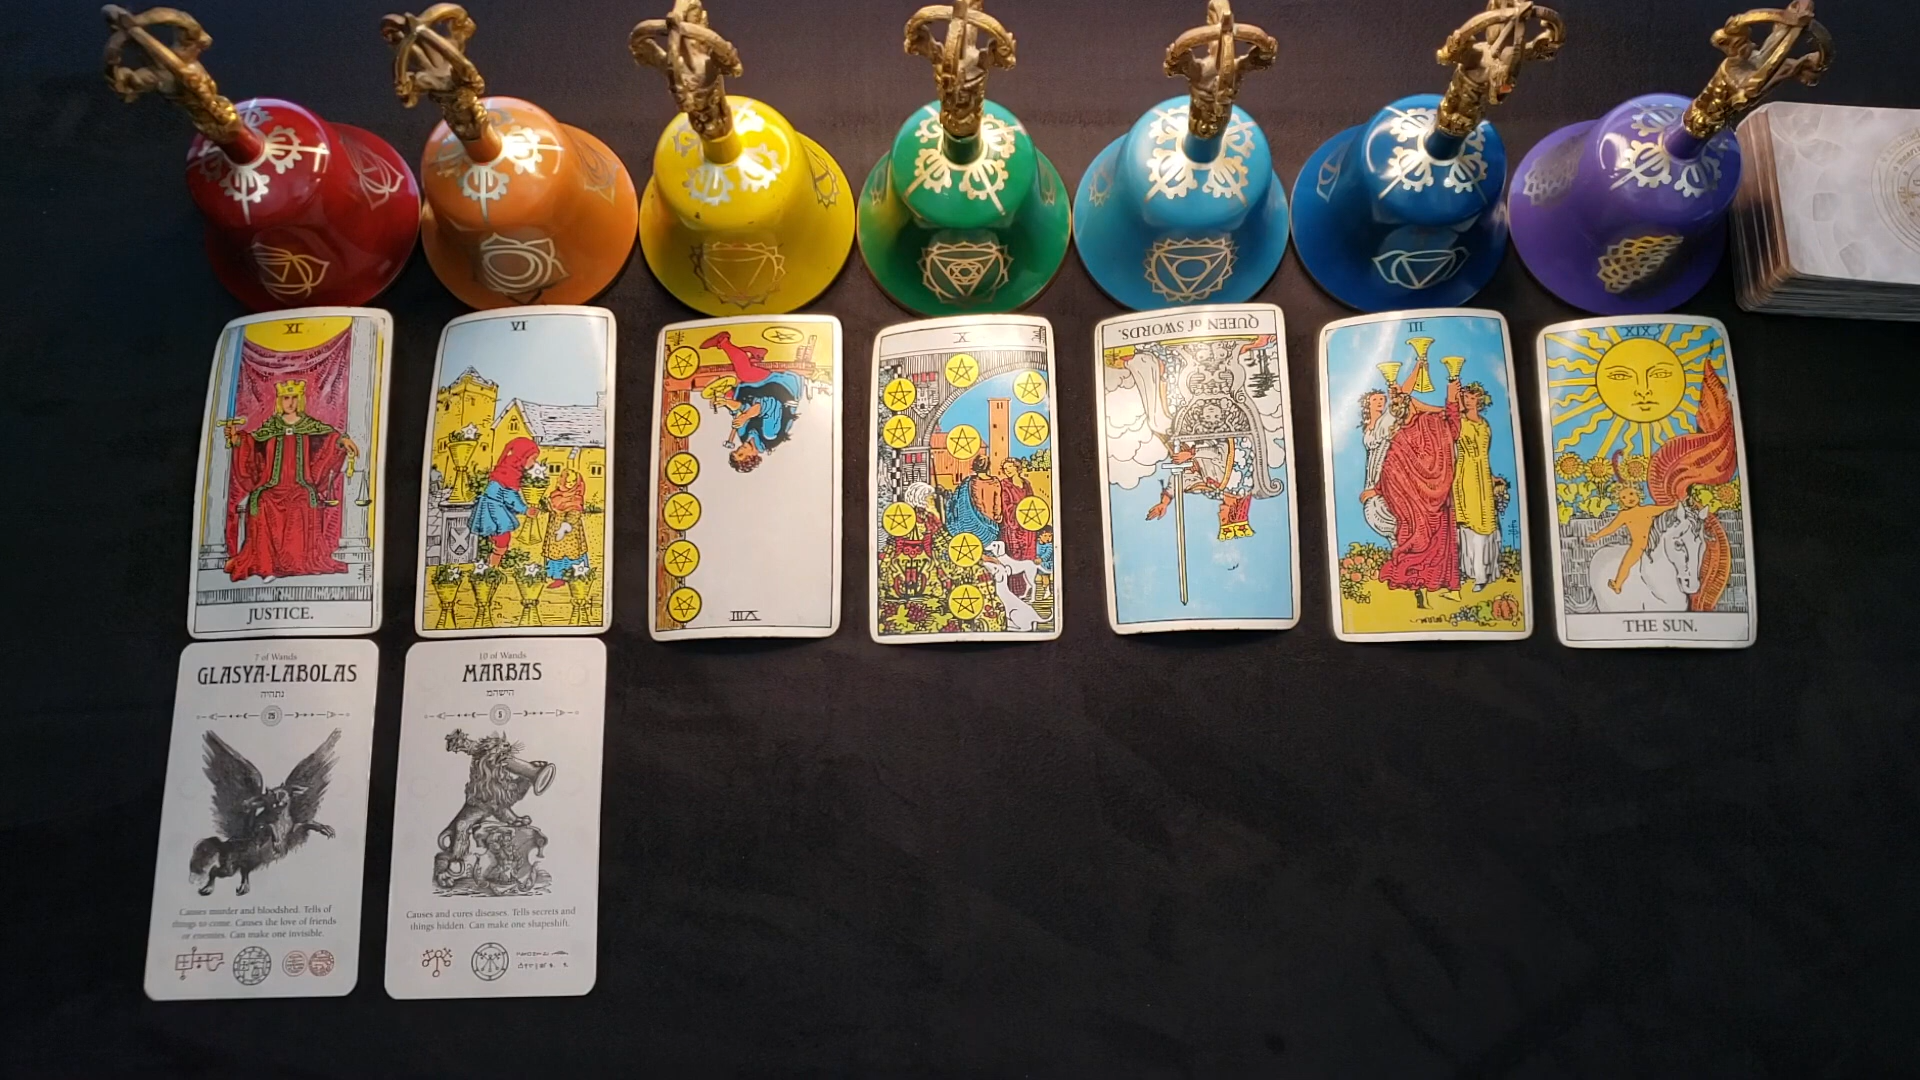 XI
JUSTICE.
VI
VIII
X
QUEEN of SWORDS.
III
XIX
THE SUN.
7 of Wands
GLASYA-LABOLAS
נתהיה
25
Causes murder and bloodshed. Tells of
things to come. Causes the love of friends
or enemies. Can make one invisible.
10 of Wands
MARBAS
הישהמ
5
Causes and cures diseases. Tells secrets and
things hidden. Can make one shapeshift.